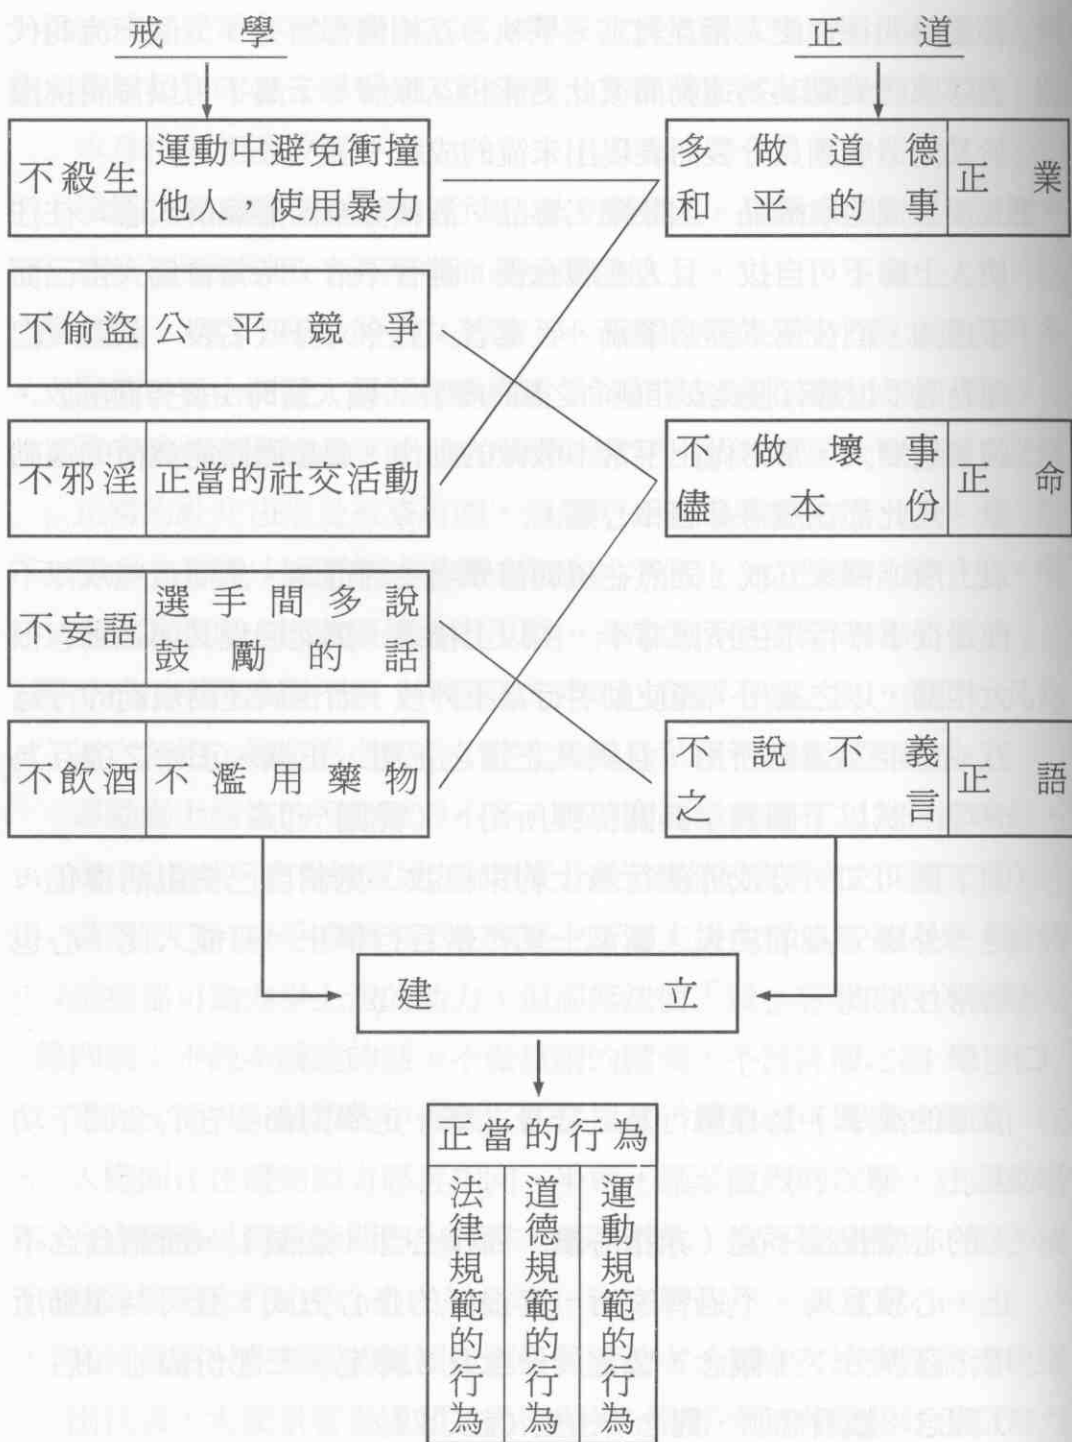 戒學
正道
不殺生
運動中避免衝撞
他人，使用暴力
多做道德
和平的事
正業
不偷盜
公平競爭
不邪淫
正當的社交活動
不做壞事
儘本份
正命
不妄語
選手間多說
鼓勵的話
不飲酒
不濫用藥物
不說不義
之言
正語
建立
正當的行為
法律規範的行為
道德規範的行為
運動規範的行為